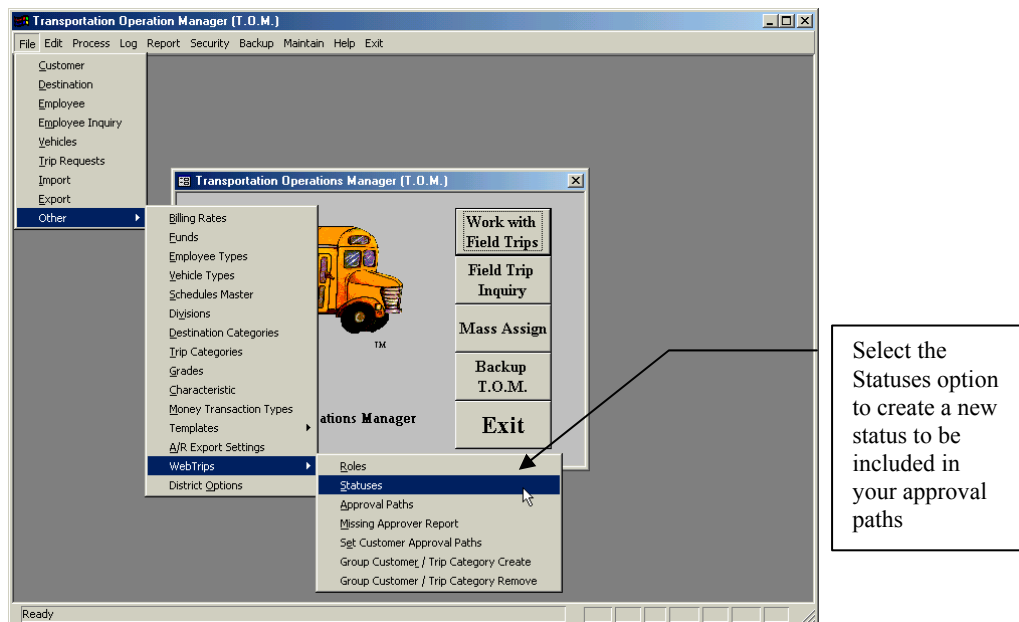 Transportation Operation Manager (T.O.M.)
File Edit Process Log Report Security Backup Maintain Help Exit
Customer
Destination
Employee
Employee Inquiry
Vehicles
Trip Requests
Import
Export
Other
Billing Rates
Funds
Employee Types
Vehicle Types
Schedules Master
Divisions
Destination Categories
Trip Categories
Grades
Characteristic
Money Transaction Types
Templates
A/R Export Settings
WebTrips
District Options
Roles
Statuses
Approval Paths
Missing Approver Report
Set Customer Approval Paths
Group Customer / Trip Category Create
Group Customer / Trip Category Remove
Transportation Operations Manager (T.O.M.)
TM
ations Manager
Work with
Field Trips
Field Trip
Inquiry
Mass Assign
Backup
T.O.M.
Exit
Select the
Statuses option
to create a new
status to be
included in
your approval
paths
Ready